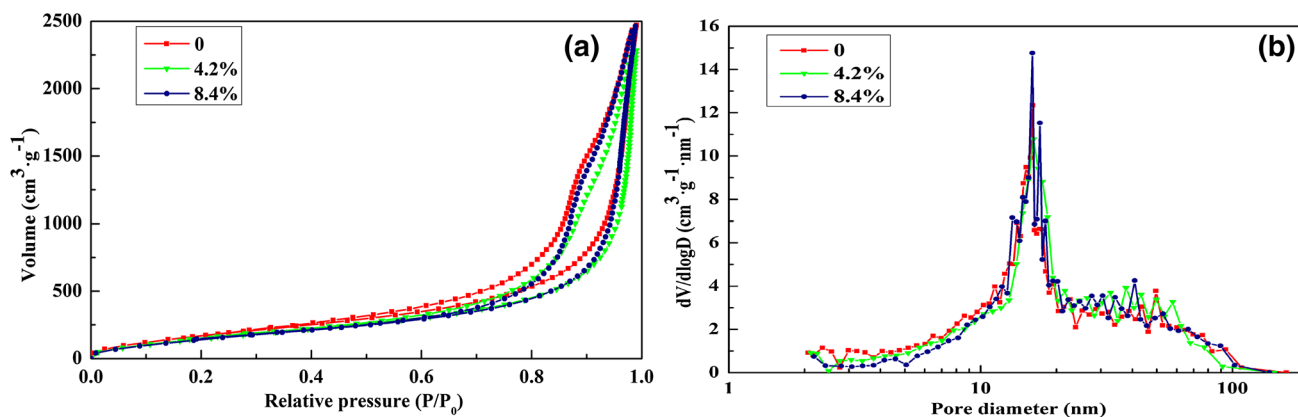 (a)
0
4.2%
8.4%
Volume (cm³·g⁻¹)
2500
2000
1500
1000
500
0
0.0 0.2 0.4 0.6 0.8 1.0
Relative pressure (P/P₀)
(b)
0
4.2%
8.4%
dV/dlogD (cm³·g⁻¹·nm⁻¹)
16
14
12
10
8
6
4
2
0
1 10 100
Pore diameter (nm)